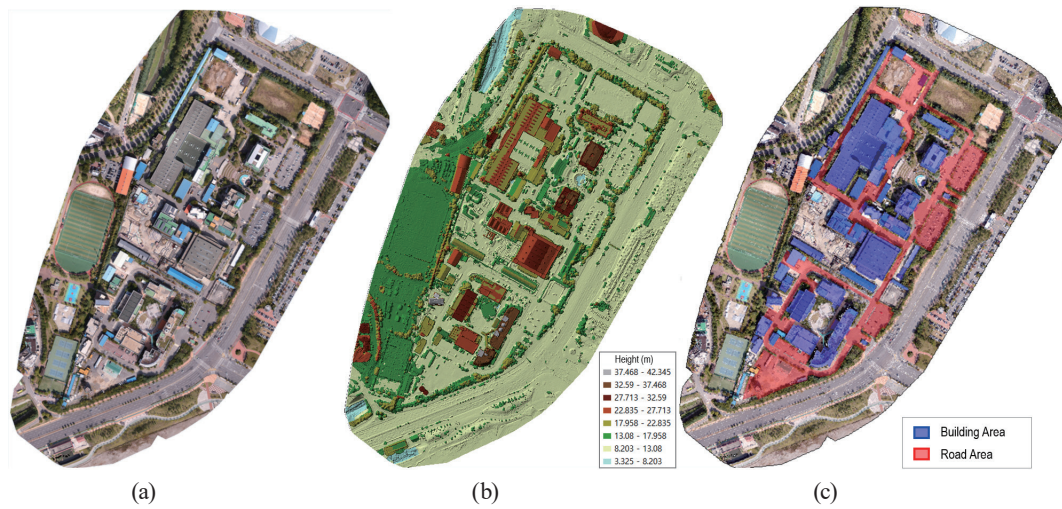 Height (m)
37.468 - 42.345
32.59 - 37.468
27.713 - 32.59
22.835 - 27.713
17.958 - 22.835
13.08 - 17.958
8.203 - 13.08
3.325 - 8.203
Building Area
Road Area
(a)
(b)
(c)